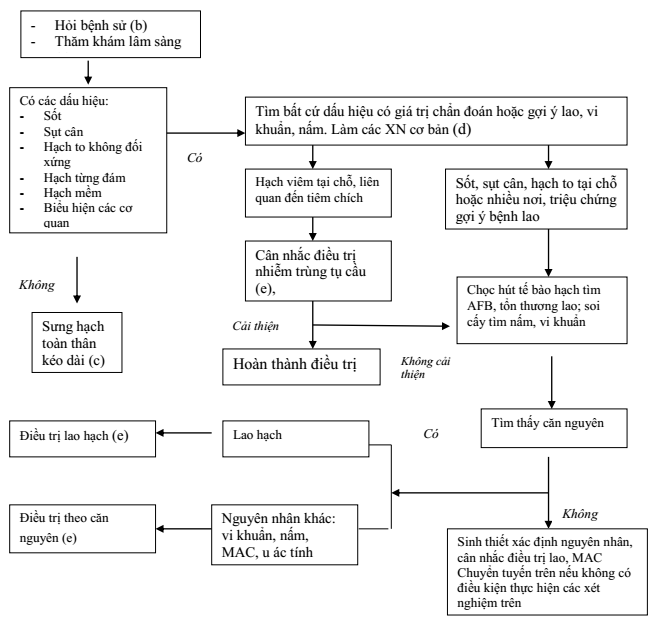 - Hỏi bệnh sử (b)
- Thăm khám lâm sàng
Có các dấu hiệu:
- Sốt
- Sụt cân
- Hạch to không đối
xứng
- Hạch từng đám
- Hạch mềm
- Biểu hiện các cơ
quan
Có
Tìm bất cứ dấu hiệu có giá trị chẩn đoán hoặc gợi ý lao, vi
khuẩn, nấm. Làm các XN cơ bản (d)
Hạch viêm tại chỗ, liên
quan đến tiêm chích
Sốt, sụt cân, hạch to tại chỗ
hoặc nhiều nơi, triệu chứng
gợi ý bệnh lao
Cân nhắc điều trị
nhiễm trùng tụ cầu
(e),
Không
Chọc hút tế bào hạch tìm
AFB, tổn thương lao; soi
cấy tìm nấm, vi khuẩn
Sưng hạch
toàn thân
kéo dài (c)
Cải thiện
Hoàn thành điều trị
Không cải
thiện
Tìm thấy căn nguyên
Điều trị lao hạch (e)
Lao hạch
Có
Điều trị theo căn
nguyên (e)
Nguyên nhân khác:
vi khuẩn, nấm,
MAC, u ác tính
Không
Sinh thiết xác định nguyên nhân,
cân nhắc điều trị lao, MAC
Chuyển tuyến trên nếu không có
điều kiện thực hiện các xét
nghiệm trên